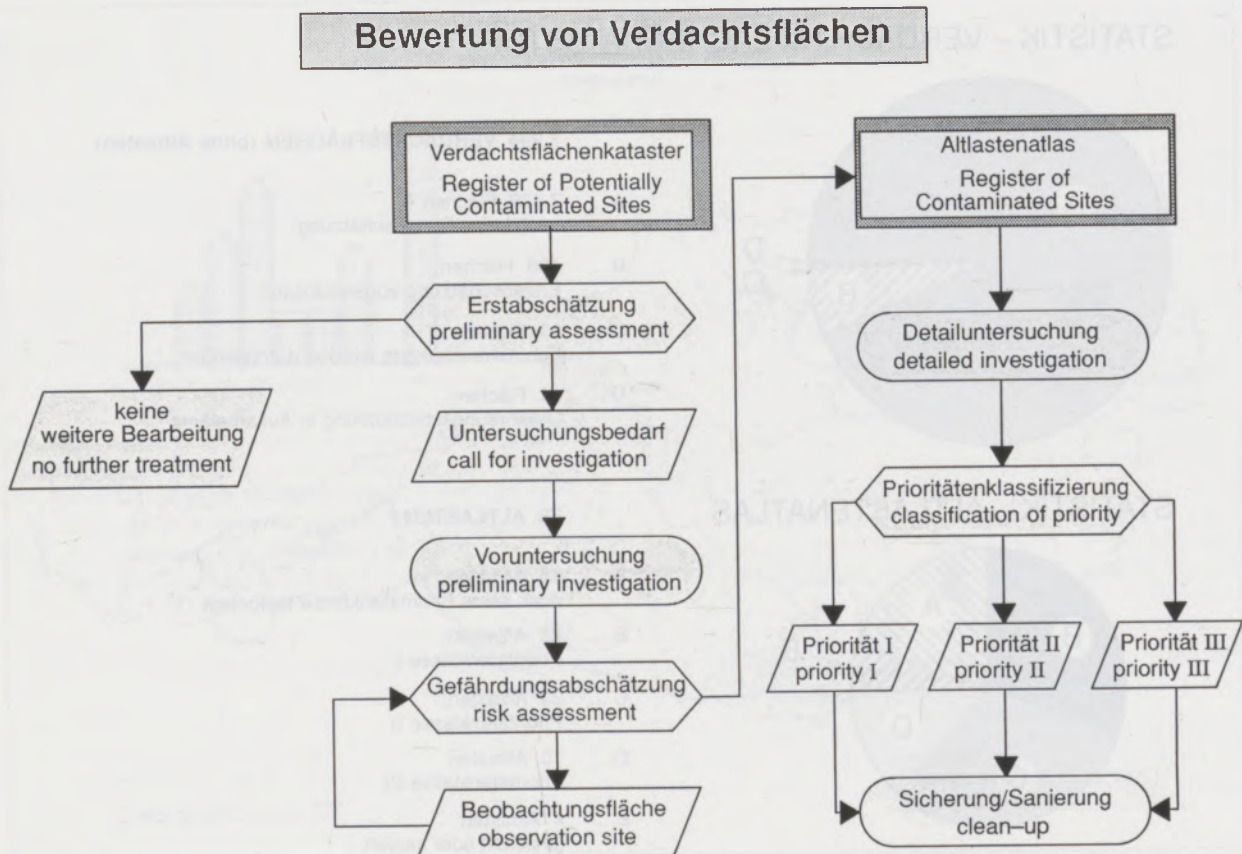 Bewertung von Verdachtsflächen
Verdachtsflächenkataster
Register of Potentially
Contaminated Sites
Erstabschätzung
preliminary assessment
keine
weitere Bearbeitung
no further treatment
Untersuchungsbedarf
call for investigation
Voruntersuchung
preliminary investigation
Gefährdungsabschätzung
risk assessment
Beobachtungsfläche
observation site
Altlastenatlas
Register of
Contaminated Sites
Detailuntersuchung
detailed investigation
Prioritätenklassifizierung
classification of priority
Priorität I
priority I
Priorität II
priority II
Priorität III
priority III
Sicherung/Sanierung
clean–up